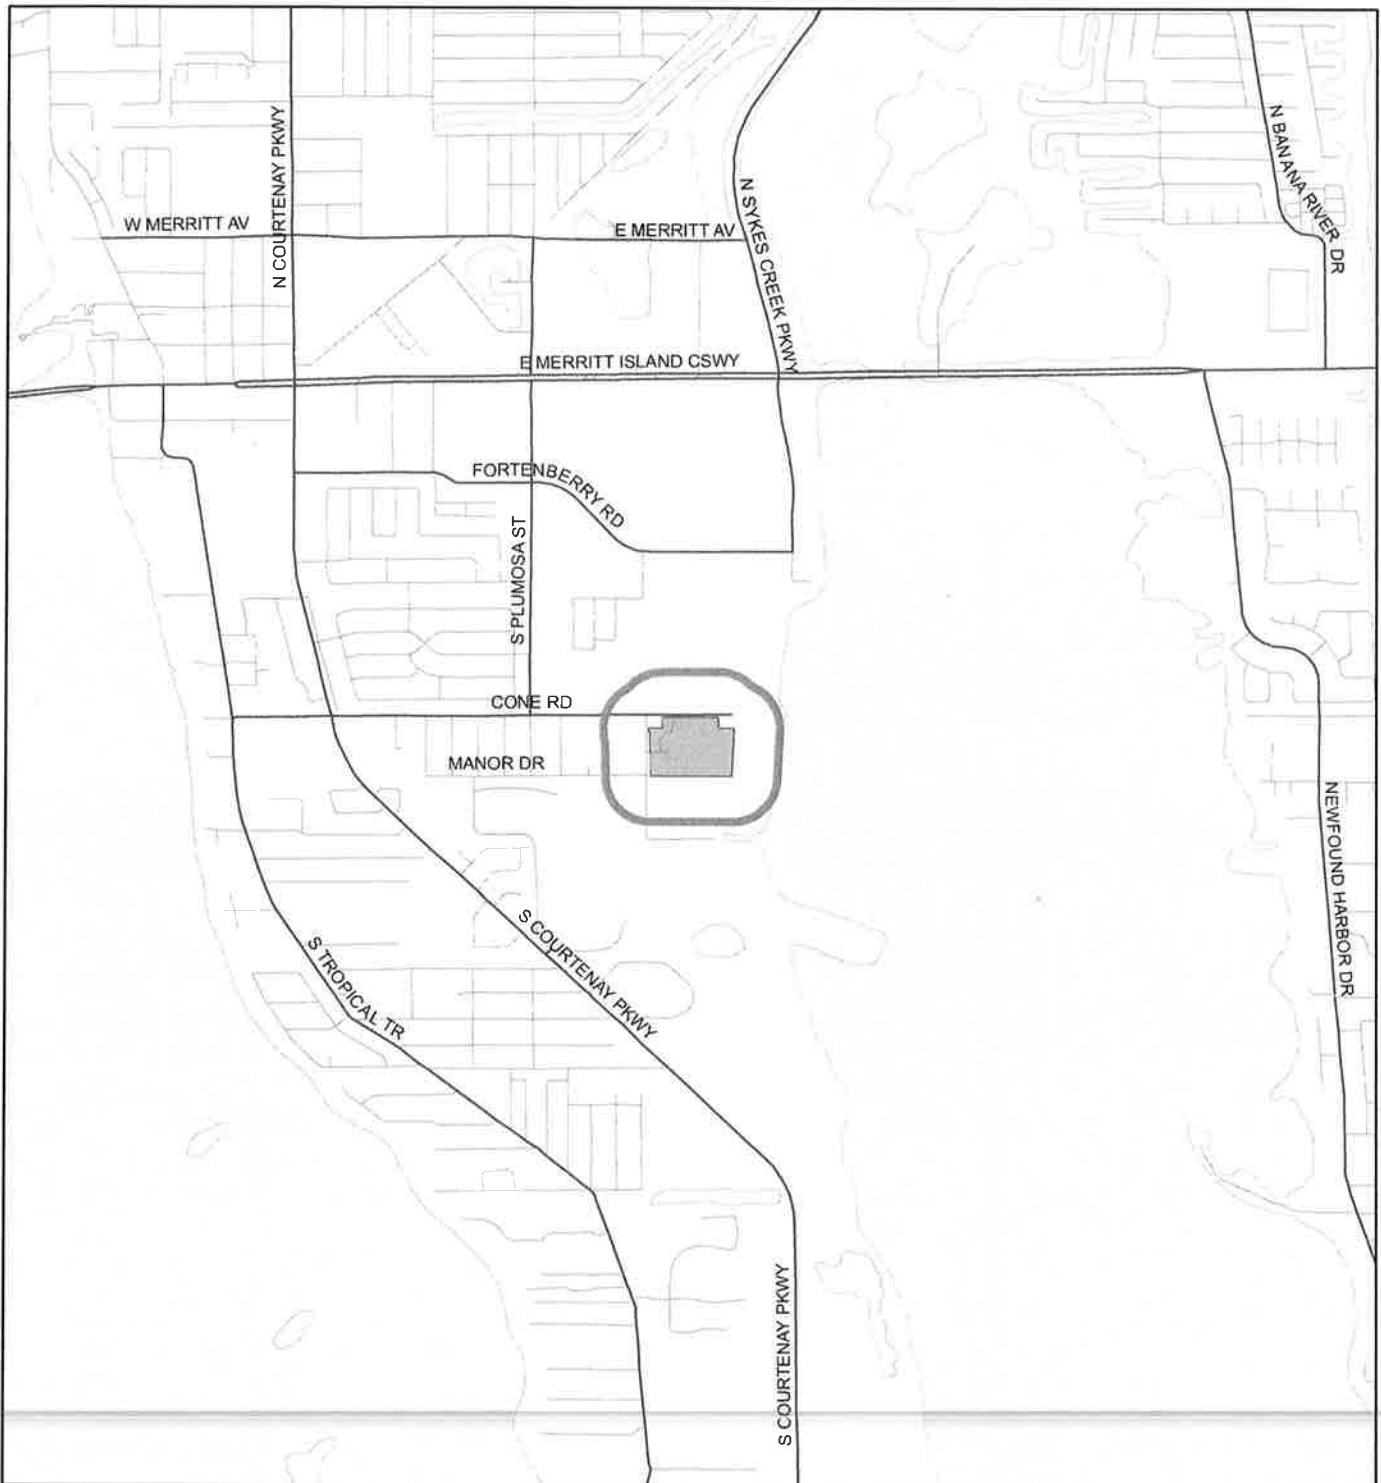 N COURTENAY PKWY
N BANANA RIVER DR
W MERRITT AV
E MERRITT AV
N SYKES CREEK PKWY
E MERRITT ISLAND CSWY
FORTENBERRY RD
S PLUMOSA ST
CONE RD
MANOR DR
NEWFOUND HARBOR DR
S COURTENAY PKWY
S TROPICAL TR
S COURTENAY PKWY